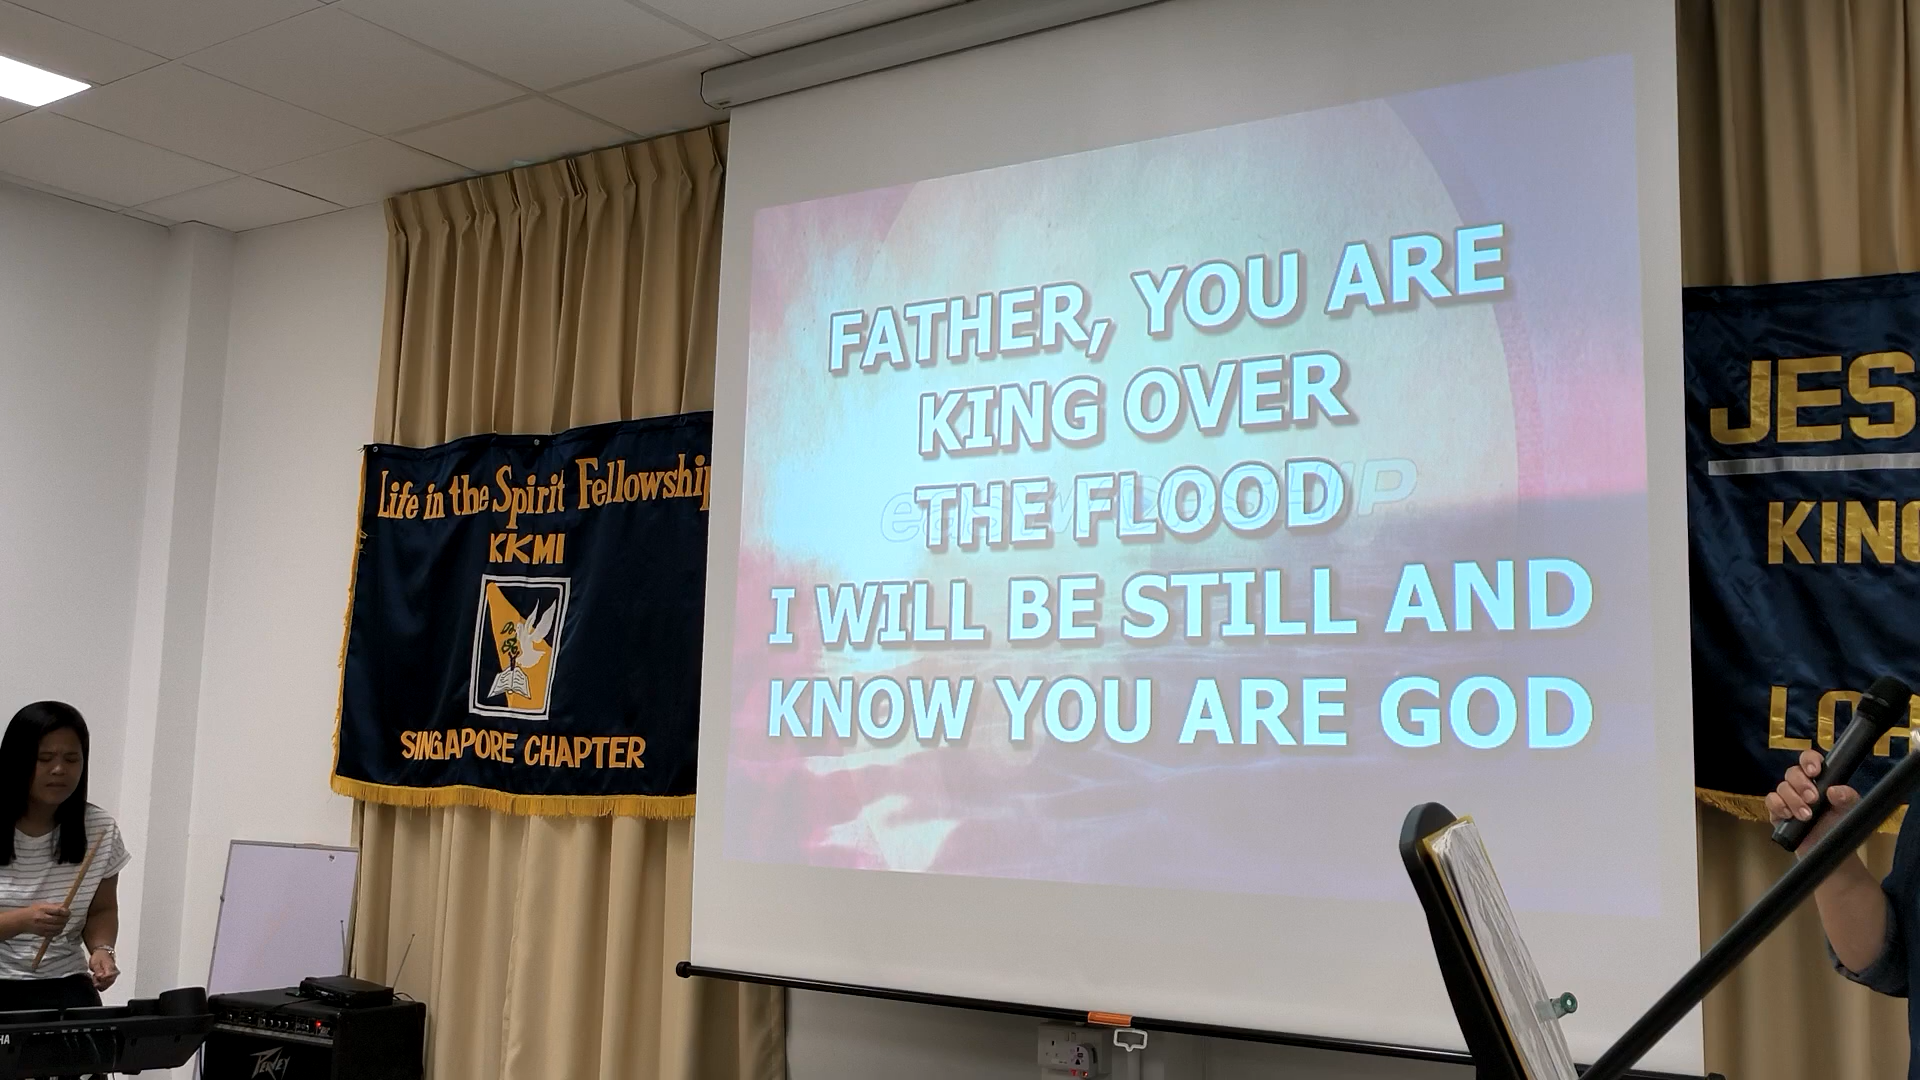 Life in the Spirit Fellowship
KKMI
SINGAPORE CHAPTER
FATHER, YOU ARE
KING OVER
THE FLOOD
I WILL BE STILL AND
KNOW YOU ARE GOD
JES
KING
LO
PEAVEY